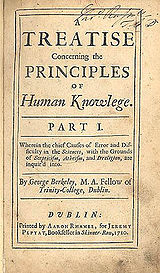 A
TREATISE
Concerning the
PRINCIPLES
OF
Human Knowlege.
PART I.
Wherein the chief Causes of Error and Dif-
ficulty in the Sciences, with the Grounds
of Scepticism, Atheism, and Irreligion, are
inquir'd into.
By George Berkeley, M.A. Fellow of
Trinity-College, Dublin.
DUBLIN:
Printed by AARON RHAMES, for JEREMY
PEPYAT, Bookseller in Skinner-Row, 1710.